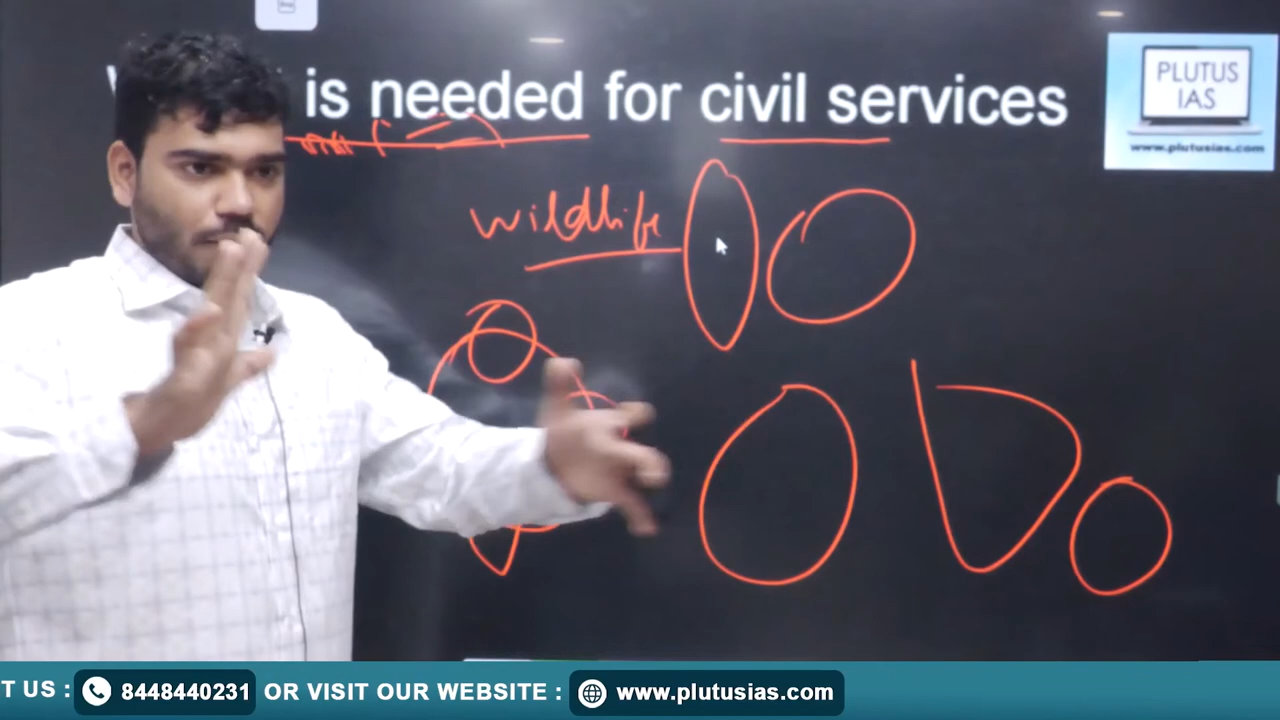 is needed for civil services
PLUTUS
IAS
www.plutusias.com
wildlife
T US : 8448440231 OR VISIT OUR WEBSITE : www.plutusias.com